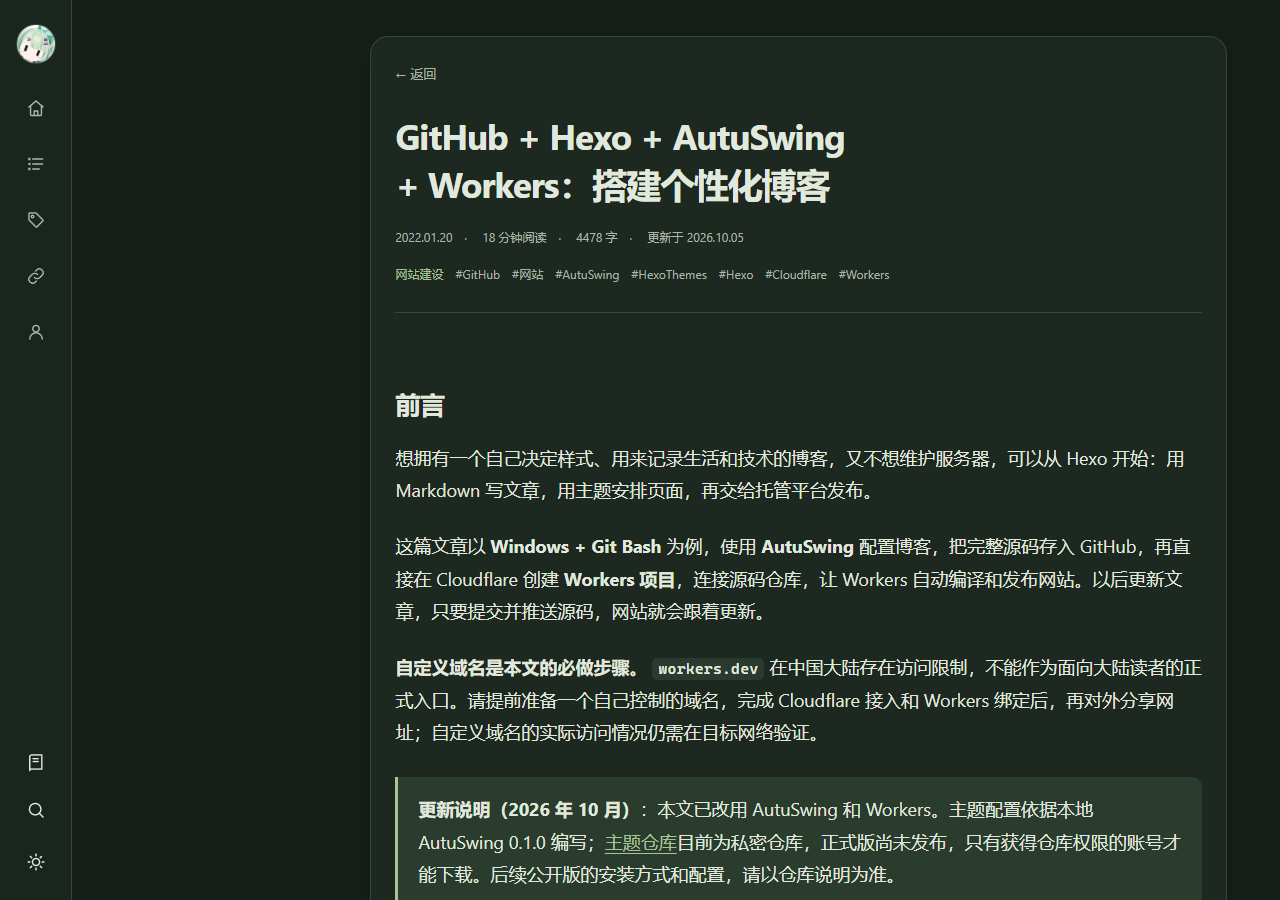 ← 返回
GitHub + Hexo + AutuSwing
+ Workers：搭建个性化博客
2022.01.20 · 18 分钟阅读 · 4478 字 · 更新于 2026.10.05
网站建设 #GitHub #网站 #AutuSwing #HexoThemes #Hexo #Cloudflare #Workers
前言
想拥有一个自己决定样式、用来记录生活和技术的博客，又不想维护服务器，可以从 Hexo 开始：用
Markdown 写文章，用主题安排页面，再交给托管平台发布。
这篇文章以 Windows + Git Bash 为例，使用 AutuSwing 配置博客，把完整源码存入 GitHub，再直
接在 Cloudflare 创建 Workers 项目，连接源码仓库，让 Workers 自动编译和发布网站。以后更新文
章，只要提交并推送源码，网站就会跟着更新。
自定义域名是本文的必做步骤。 workers.dev 在中国大陆存在访问限制，不能作为面向大陆读者的正
式入口。请提前准备一个自己控制的域名，完成 Cloudflare 接入和 Workers 绑定后，再对外分享网
址；自定义域名的实际访问情况仍需在目标网络验证。
更新说明（2026 年 10 月）：本文已改用 AutuSwing 和 Workers。主题配置依据本地
AutuSwing 0.1.0 编写；主题仓库目前为私密仓库，正式版尚未发布，只有获得仓库权限的账号才
能下载。后续公开版的安装方式和配置，请以仓库说明为准。